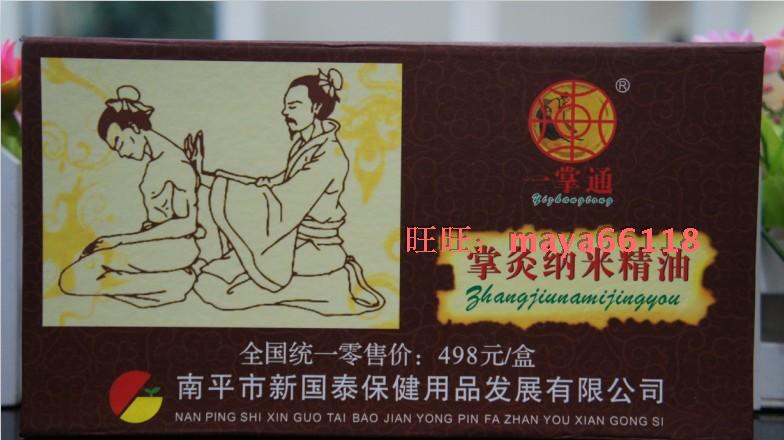 ®
一掌通
Yizhangtong
旺旺: maya66118
掌灸纳米精油
Zhangjiunamijingyou
全国统一零售价：498元/盒
南平市新国泰保健用品发展有限公司
NAN PING SHI XIN GUO TAI BAO JIAN YONG PIN FA ZHAN YOU XIAN GONG SI